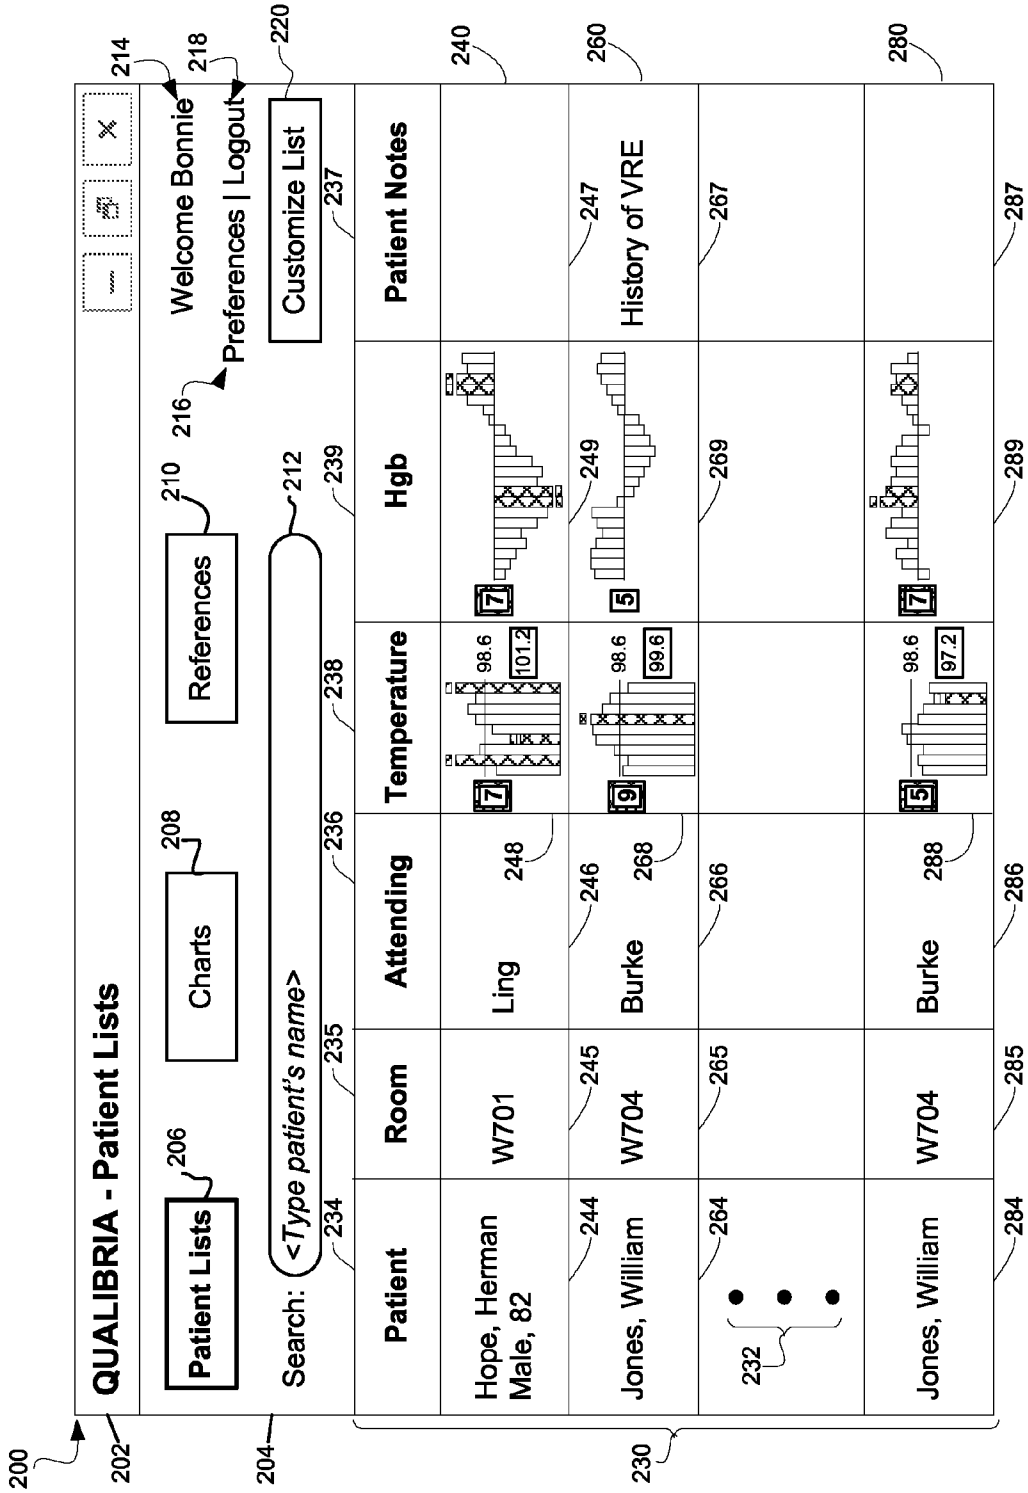 200
202
QUALIBRIA - Patient Lists
214
206
208
210
216
218
Patient Lists
Charts
References
Welcome Bonnie
Preferences | Logout
204
Search: <Type patient's name>
212
Customize List
220
234
235
236
238
239
237
Patient
Room
Attending
Temperature
Hgb
Patient Notes
240
Hope, Herman
Male, 82
W701
Ling
7
98.6
101.2
7
248
244
245
246
249
247
260
Jones, William
W704
Burke
9
98.6
99.6
5
History of VRE
230
268
264
265
266
269
267
232
280
Jones, William
W704
Burke
5
98.6
97.2
7
288
284
285
286
289
287